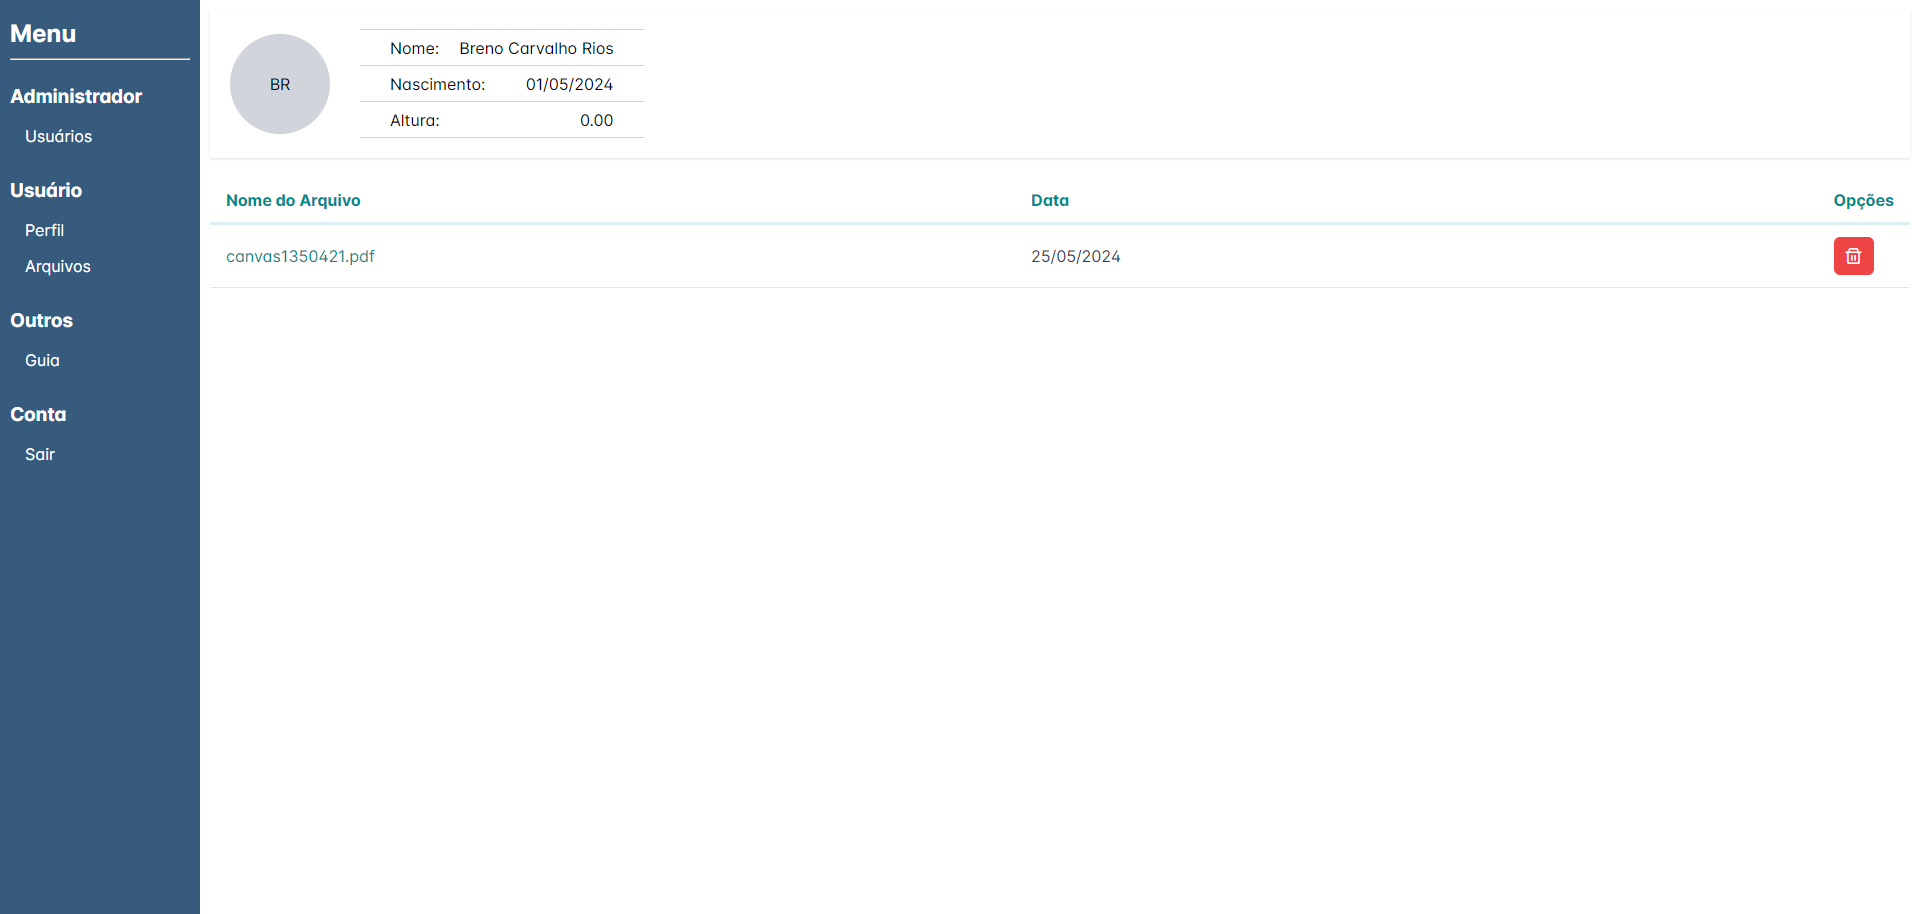 Menu
Administrador
Usuários
Usuário
Perfil
Arquivos
Outros
Guia
Conta
Sair
BR
Nome: Breno Carvalho Rios
Nascimento: 01/05/2024
Altura: 0.00
Nome do Arquivo Data Opções
canvas1350421.pdf 25/05/2024